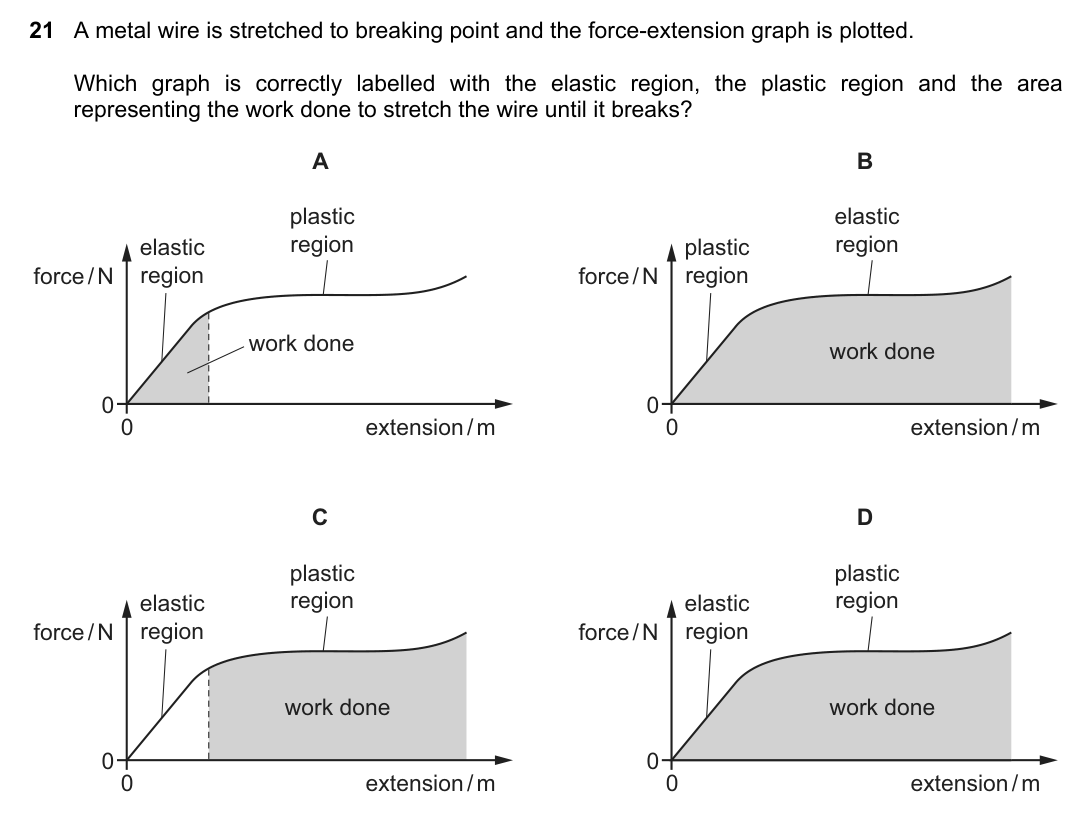 21 A metal wire is stretched to breaking point and the force-extension graph is plotted.
Which graph is correctly labelled with the elastic region, the plastic region and the area
representing the work done to stretch the wire until it breaks?
A
plastic
region
elastic
region
force/N
work done
0
0
extension/m
B
elastic
region
plastic
region
force/N
work done
0
0
extension/m
C
plastic
region
elastic
region
force/N
work done
0
0
extension/m
D
plastic
region
elastic
region
force/N
work done
0
0
extension/m